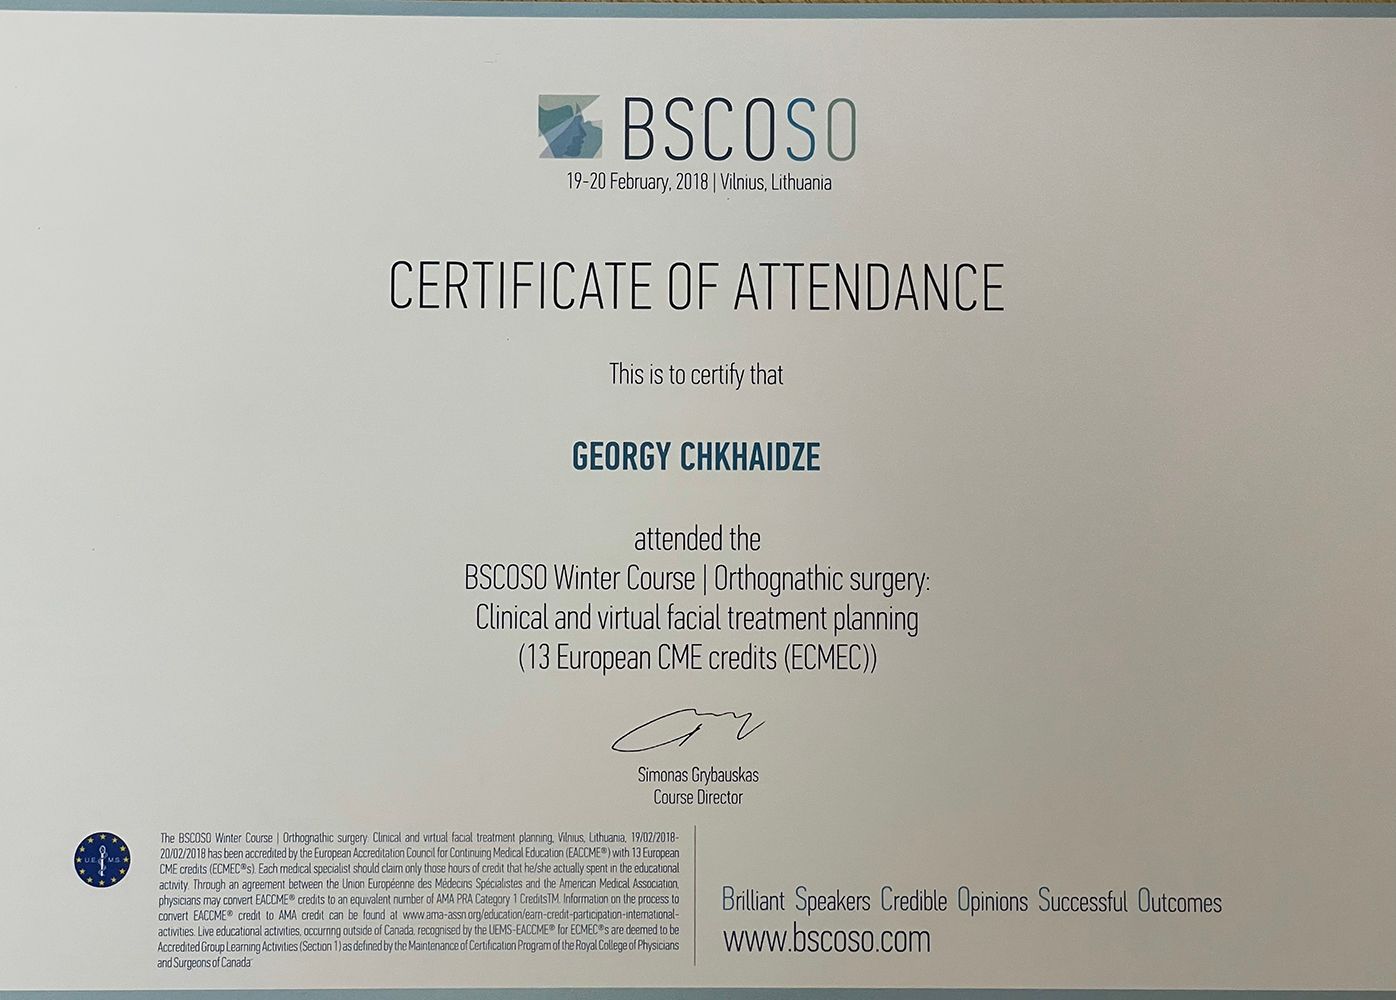 BSCOSO
19-20 February, 2018 | Vilnius, Lithuania
CERTIFICATE OF ATTENDANCE
This is to certify that
GEORGY CHKHAIDZE
attended the
BSCOSO Winter Course | Orthognathic surgery:
Clinical and virtual facial treatment planning
(13 European CME credits (ECMEC))
Simonas Grybauskas
Course Director
U.E.M.S.
The BSCOSO Winter Course | Orthognathic surgery: Clinical and virtual facial treatment planning, Vilnius, Lithuania, 19/02/2018-
20/02/2018 has been accredited by the European Accreditation Council for Continuing Medical Education (EACCME®) with 13 European
CME credits (ECMEC®s). Each medical specialist should claim only those hours of credit that he/she actually spent in the educational
activity. Through an agreement between the Union Européenne des Médecins Spécialistes and the American Medical Association,
physicians may convert EACCME® credits to an equivalent number of AMA PRA Category 1 CreditsTM. Information on the process to
convert EACCME® credit to AMA credit can be found at www.ama-assn.org/education/earn-credit-participation-international-
activities. Live educational activities, occurring outside of Canada, recognised by the UEMS-EACCME® for ECMEC®s are deemed to be
Accredited Group Learning Activities (Section 1) as defined by the Maintenance of Certification Program of the Royal College of Physicians
and Surgeons of Canada"
Brilliant Speakers Credible Opinions Successful Outcomes
www.bscoso.com